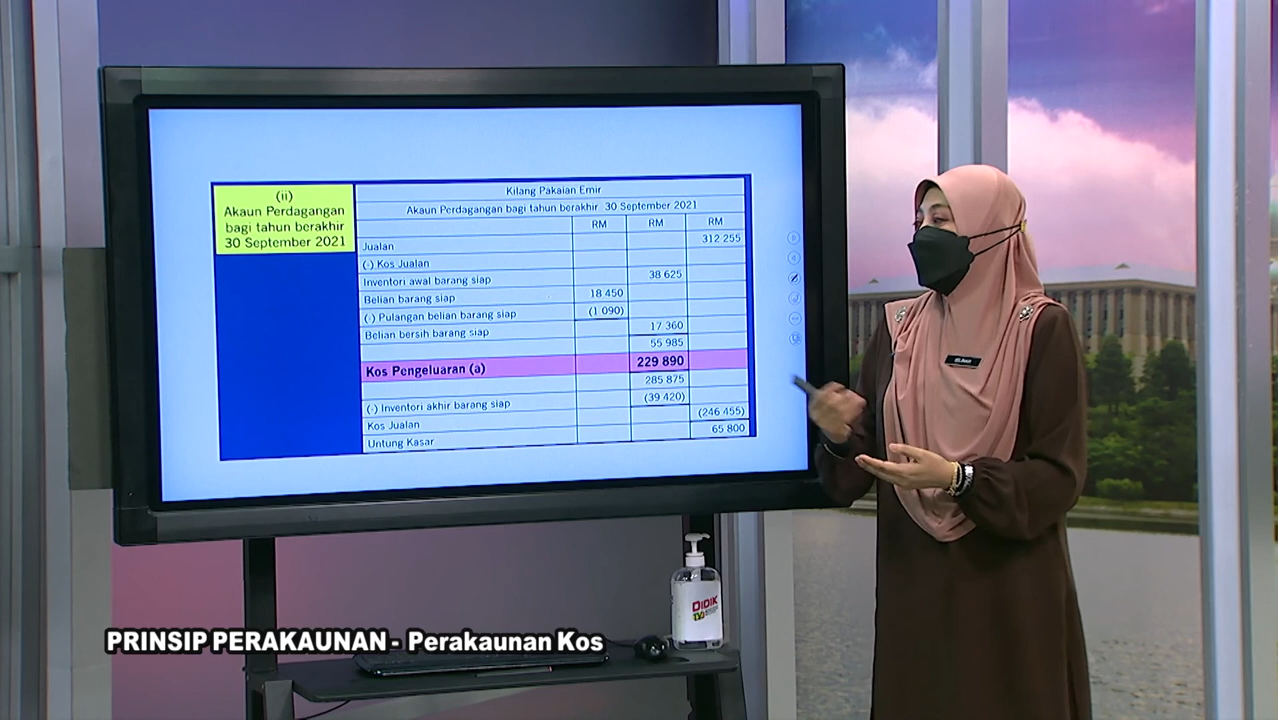 (ii)
Akaun Perdagangan
bagi tahun berakhir
30 September 2021
Kilang Pakaian Emir
Akaun Perdagangan bagi tahun berakhir 30 September 2021
RM RM RM
Jualan 312 255
(-) Kos Jualan
Inventori awal barang siap 38 625
Belian barang siap 18 450
(-) Pulangan belian barang siap (1 090)
Belian bersih barang siap 17 360
55 985
Kos Pengeluaran (a) 229 890
285 875
(-) Inventori akhir barang siap (39 420)
Kos Jualan (246 455)
Untung Kasar 65 800
DiDiK
PRINSIP PERAKAUNAN - Perakaunan Kos